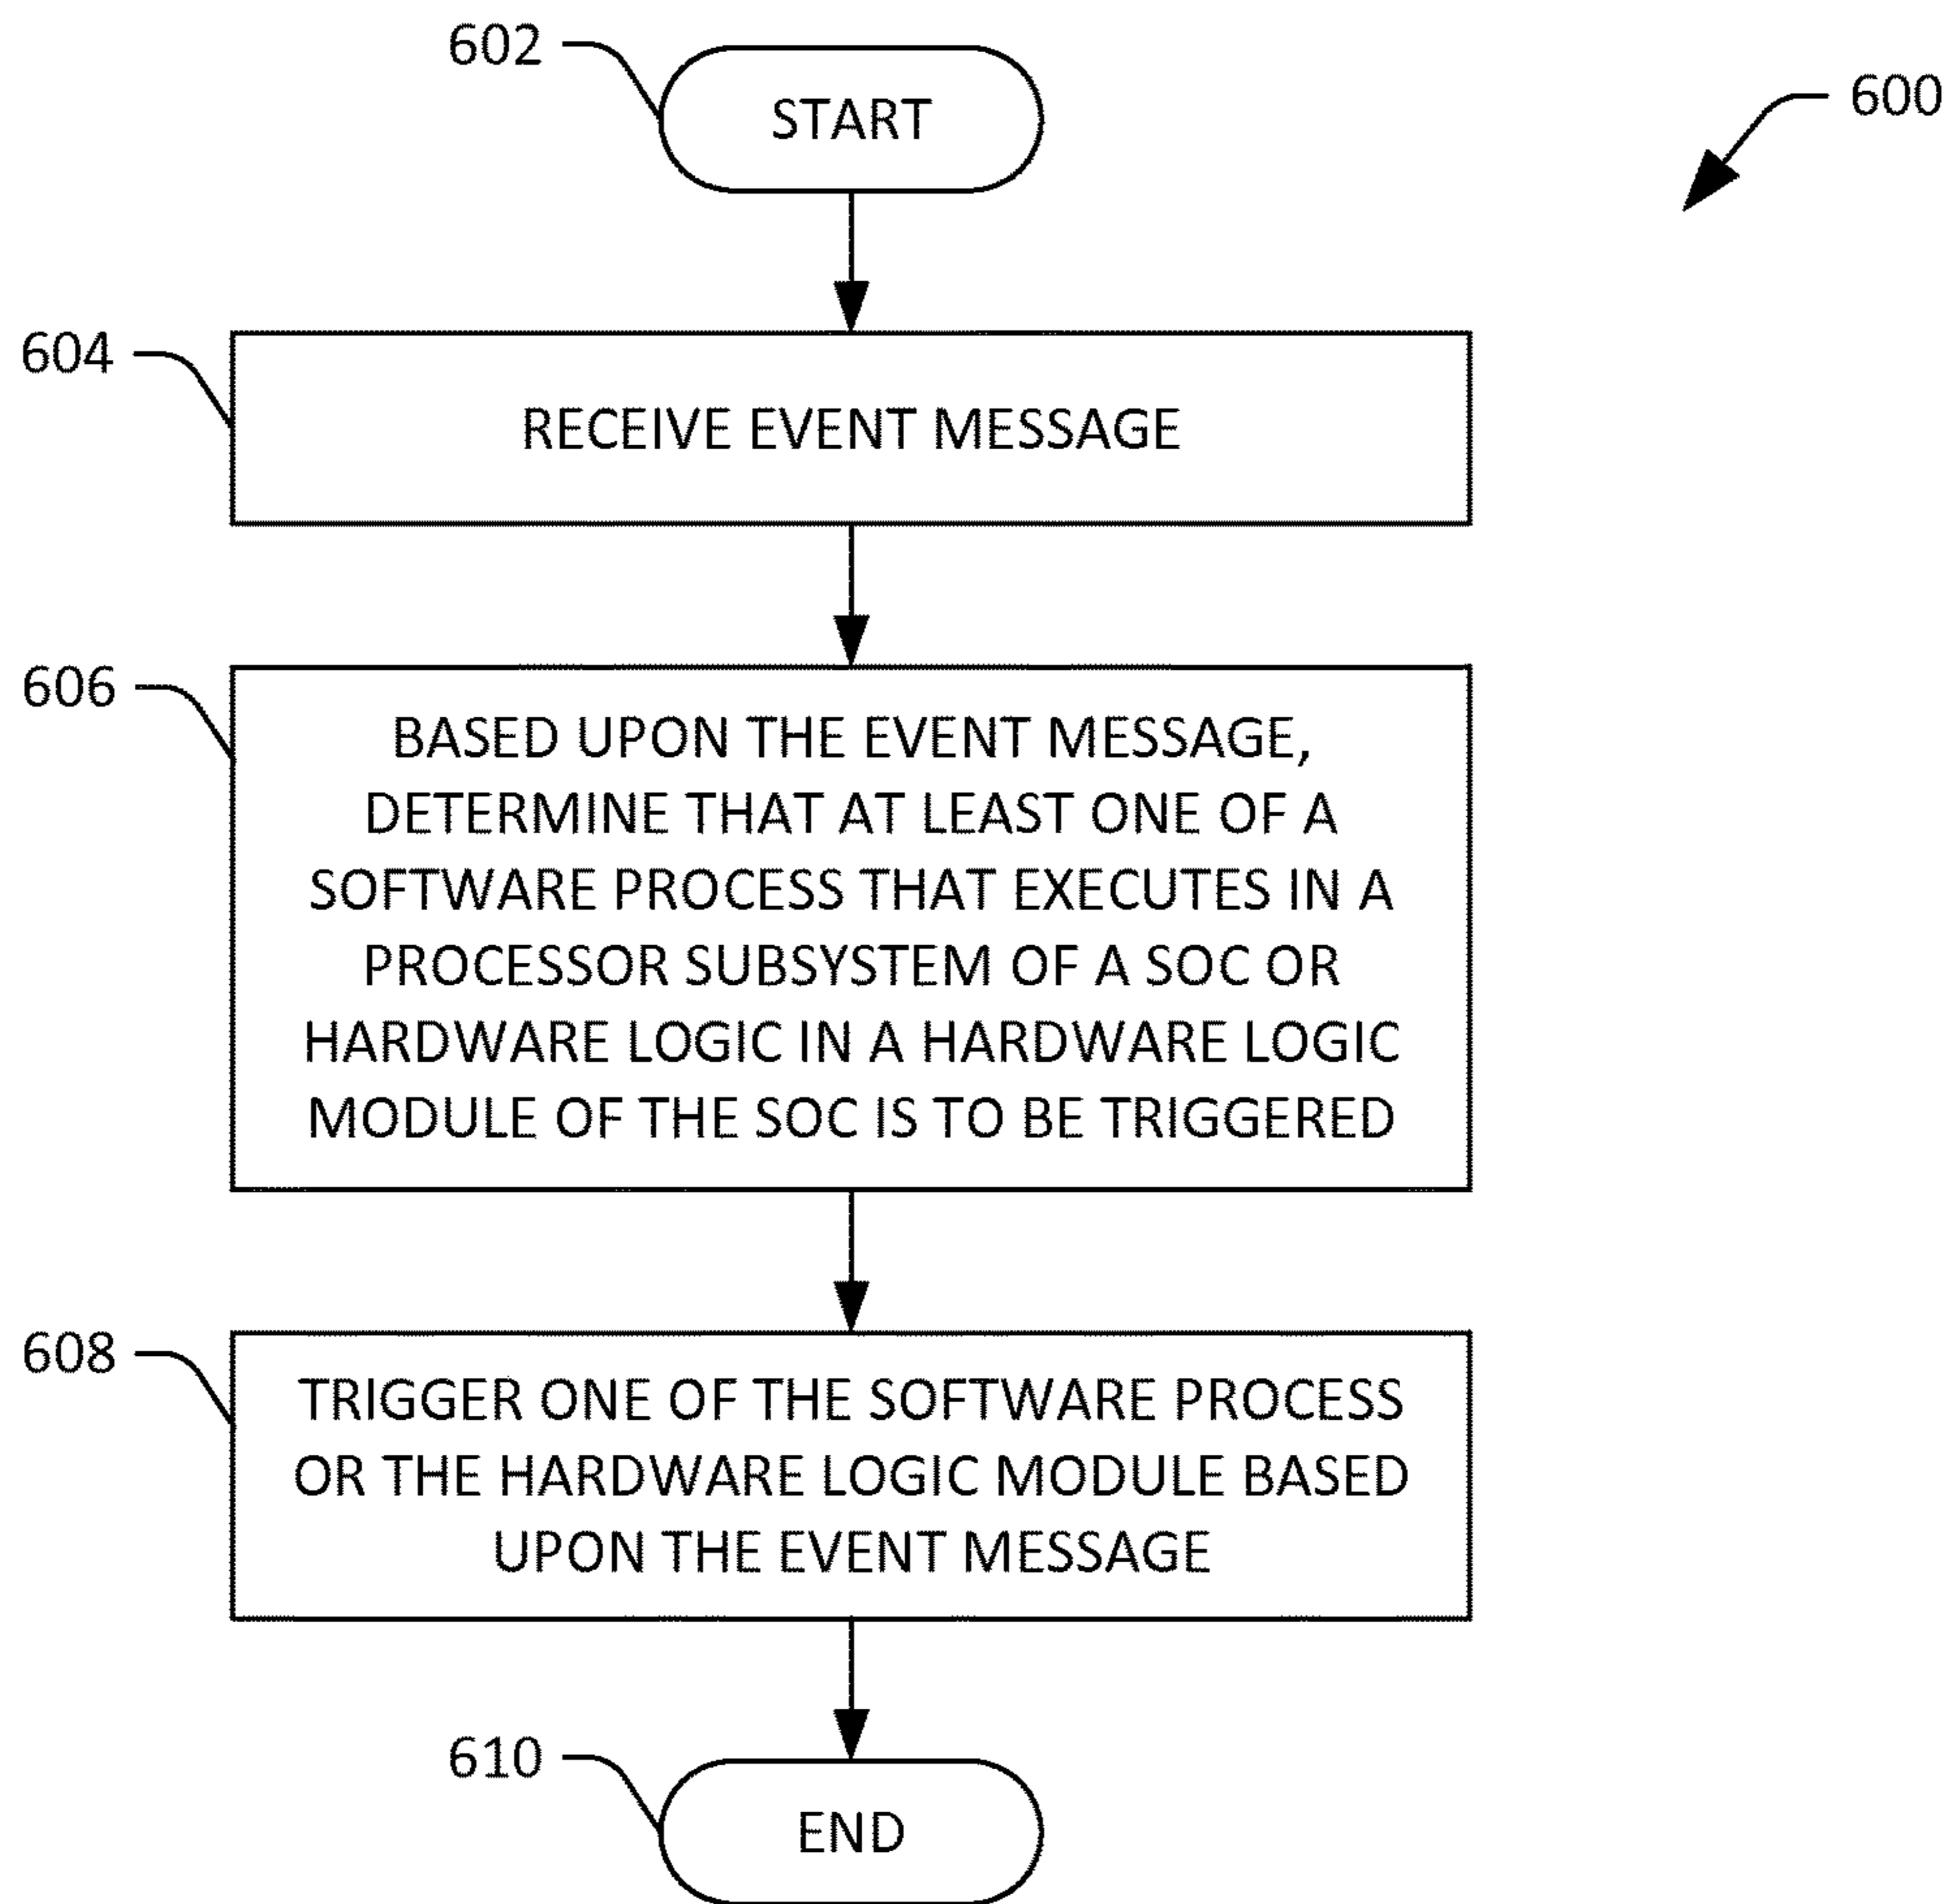 602
START
600
604
RECEIVE EVENT MESSAGE
606
BASED UPON THE EVENT MESSAGE,
DETERMINE THAT AT LEAST ONE OF A
SOFTWARE PROCESS THAT EXECUTES IN A
PROCESSOR SUBSYSTEM OF A SOC OR
HARDWARE LOGIC IN A HARDWARE LOGIC
MODULE OF THE SOC IS TO BE TRIGGERED
608
TRIGGER ONE OF THE SOFTWARE PROCESS
OR THE HARDWARE LOGIC MODULE BASED
UPON THE EVENT MESSAGE
610
END